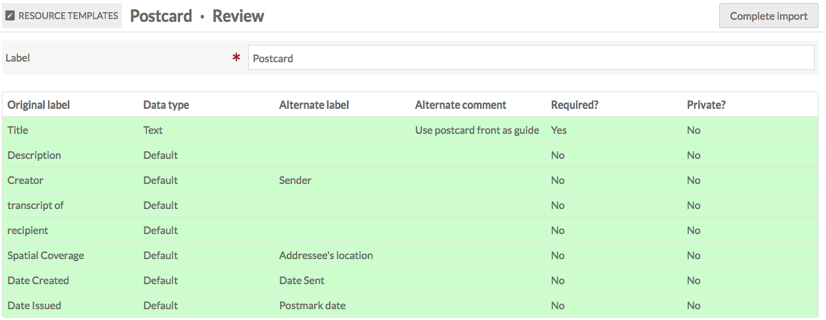 RESOURCE TEMPLATES Postcard · Review Complete import
Label * Postcard
Original label Data type Alternate label Alternate comment Required? Private?
Title Text Use postcard front as guide Yes No
Description Default No No
Creator Default Sender No No
transcript of Default No No
recipient Default No No
Spatial Coverage Default Addressee's location No No
Date Created Default Date Sent No No
Date Issued Default Postmark date No No